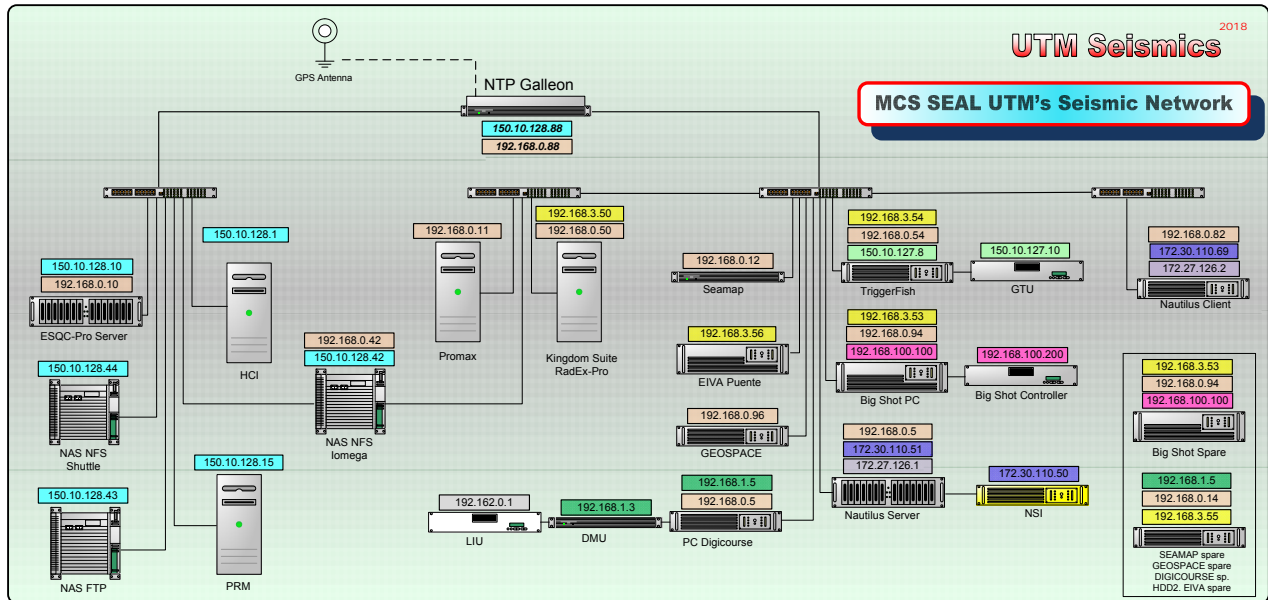 2018
UTM Seismics
MCS SEAL UTM's Seismic Network
GPS Antenna
NTP Galleon
150.10.128.88
192.168.0.88
150.10.128.10
192.168.0.10
ESQC-Pro Server
150.10.128.1
HCI
150.10.128.44
NAS NFS
Shuttle
192.168.0.42
150.10.128.42
NAS NFS
Iomega
150.10.128.43
NAS FTP
150.10.128.15
PRM
192.168.0.11
Promax
192.168.3.50
192.168.0.50
Kingdom Suite
RadEx-Pro
192.168.0.12
Seamap
192.168.3.56
EIVA Puente
192.168.0.96
GEOSPACE
192.162.0.1
LIU
192.168.1.3
DMU
192.168.1.5
192.168.0.5
PC Digicourse
192.168.3.54
192.168.0.54
150.10.127.8
TriggerFish
150.10.127.10
GTU
192.168.3.53
192.168.0.94
192.168.100.100
Big Shot PC
192.168.100.200
Big Shot Controller
192.168.0.5
172.30.110.51
172.27.126.1
Nautilus Server
172.30.110.50
NSI
192.168.0.82
172.30.110.69
172.27.126.2
Nautilus Client
192.168.3.53
192.168.0.94
192.168.100.100
Big Shot Spare
192.168.1.5
192.168.0.14
192.168.3.55
SEAMAP spare
GEOSPACE spare
DIGICOURSE sp.
HDD2. EIVA spare